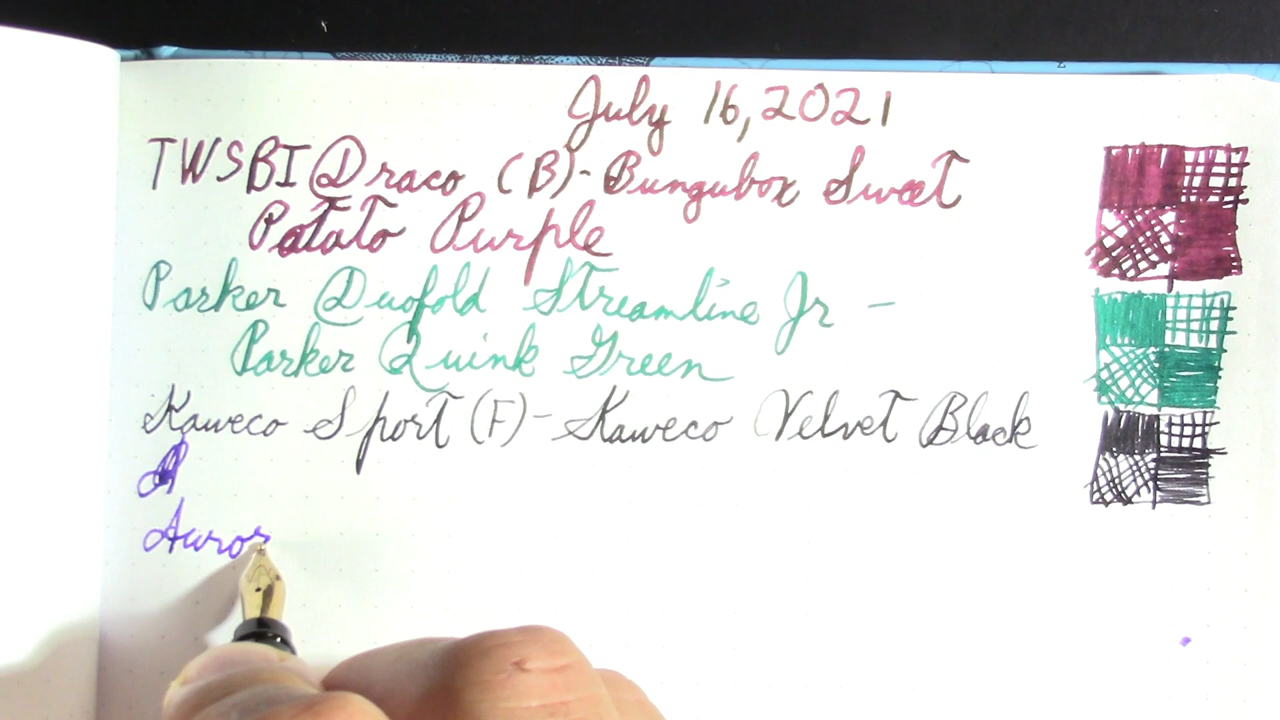 July 16, 2021
TWSBI Draco (B) - Bungubox Sweet
Potato Purple
Parker Duofold Streamline Jr -
Parker Quink Green
Kaweco Sport (F) - Kaweco Velvet Black
Auror